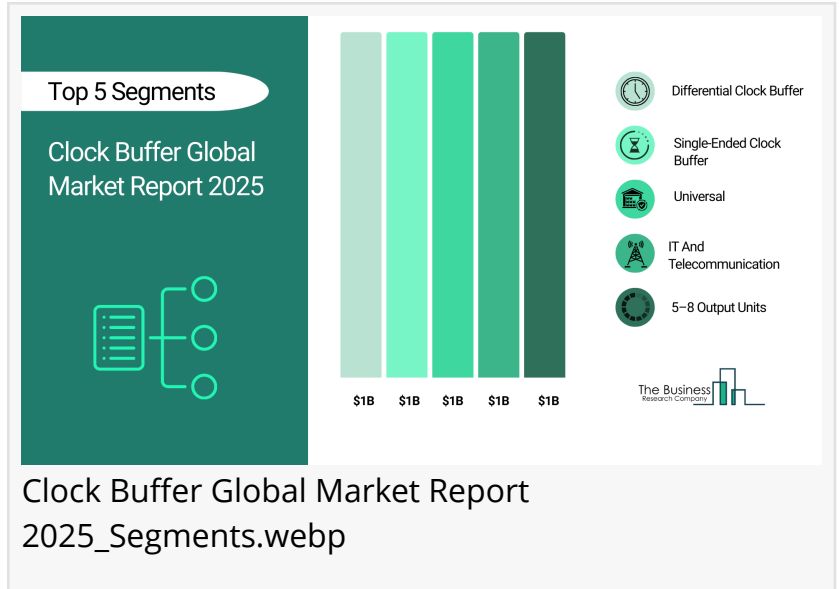 Top 5 Segments
Clock Buffer Global
Market Report 2025
$1B
$1B
$1B
$1B
$1B
Differential Clock Buffer
Single-Ended Clock
Buffer
Universal
IT And
Telecommunication
5–8 Output Units
The Business
Research Company
Clock Buffer Global Market Report
2025_Segments.webp